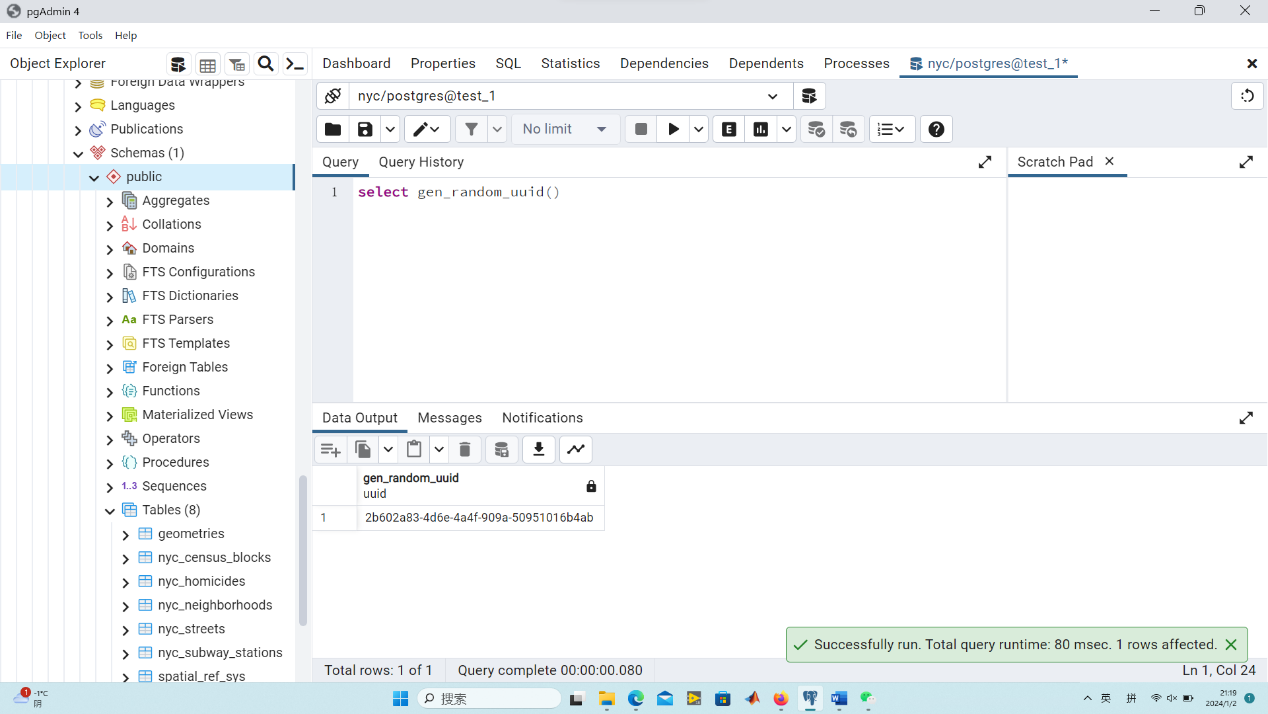 pgAdmin 4
File Object Tools Help
Object Explorer
Dashboard Properties SQL Statistics Dependencies Dependents Processes nyc/postgres@test_1*
Foreign Data Wrappers
Languages
Publications
Schemas (1)
public
Aggregates
Collations
Domains
FTS Configurations
FTS Dictionaries
Aa FTS Parsers
FTS Templates
Foreign Tables
Functions
Materialized Views
Operators
Procedures
1..3 Sequences
Tables (8)
geometries
nyc_census_blocks
nyc_homicides
nyc_neighborhoods
nyc_streets
nyc_subway_stations
spatial_ref_sys
nyc/postgres@test_1
No limit
E
Query Query History
Scratch Pad
1 select gen_random_uuid()
Data Output Messages Notifications
gen_random_uuid
uuid
1 2b602a83-4d6e-4a4f-909a-50951016b4ab
Successfully run. Total query runtime: 80 msec. 1 rows affected.
Total rows: 1 of 1 Query complete 00:00:00.080 Ln 1, Col 24
1
-1°C
阴
搜索
英 拼
21:19
2024/1/2
1